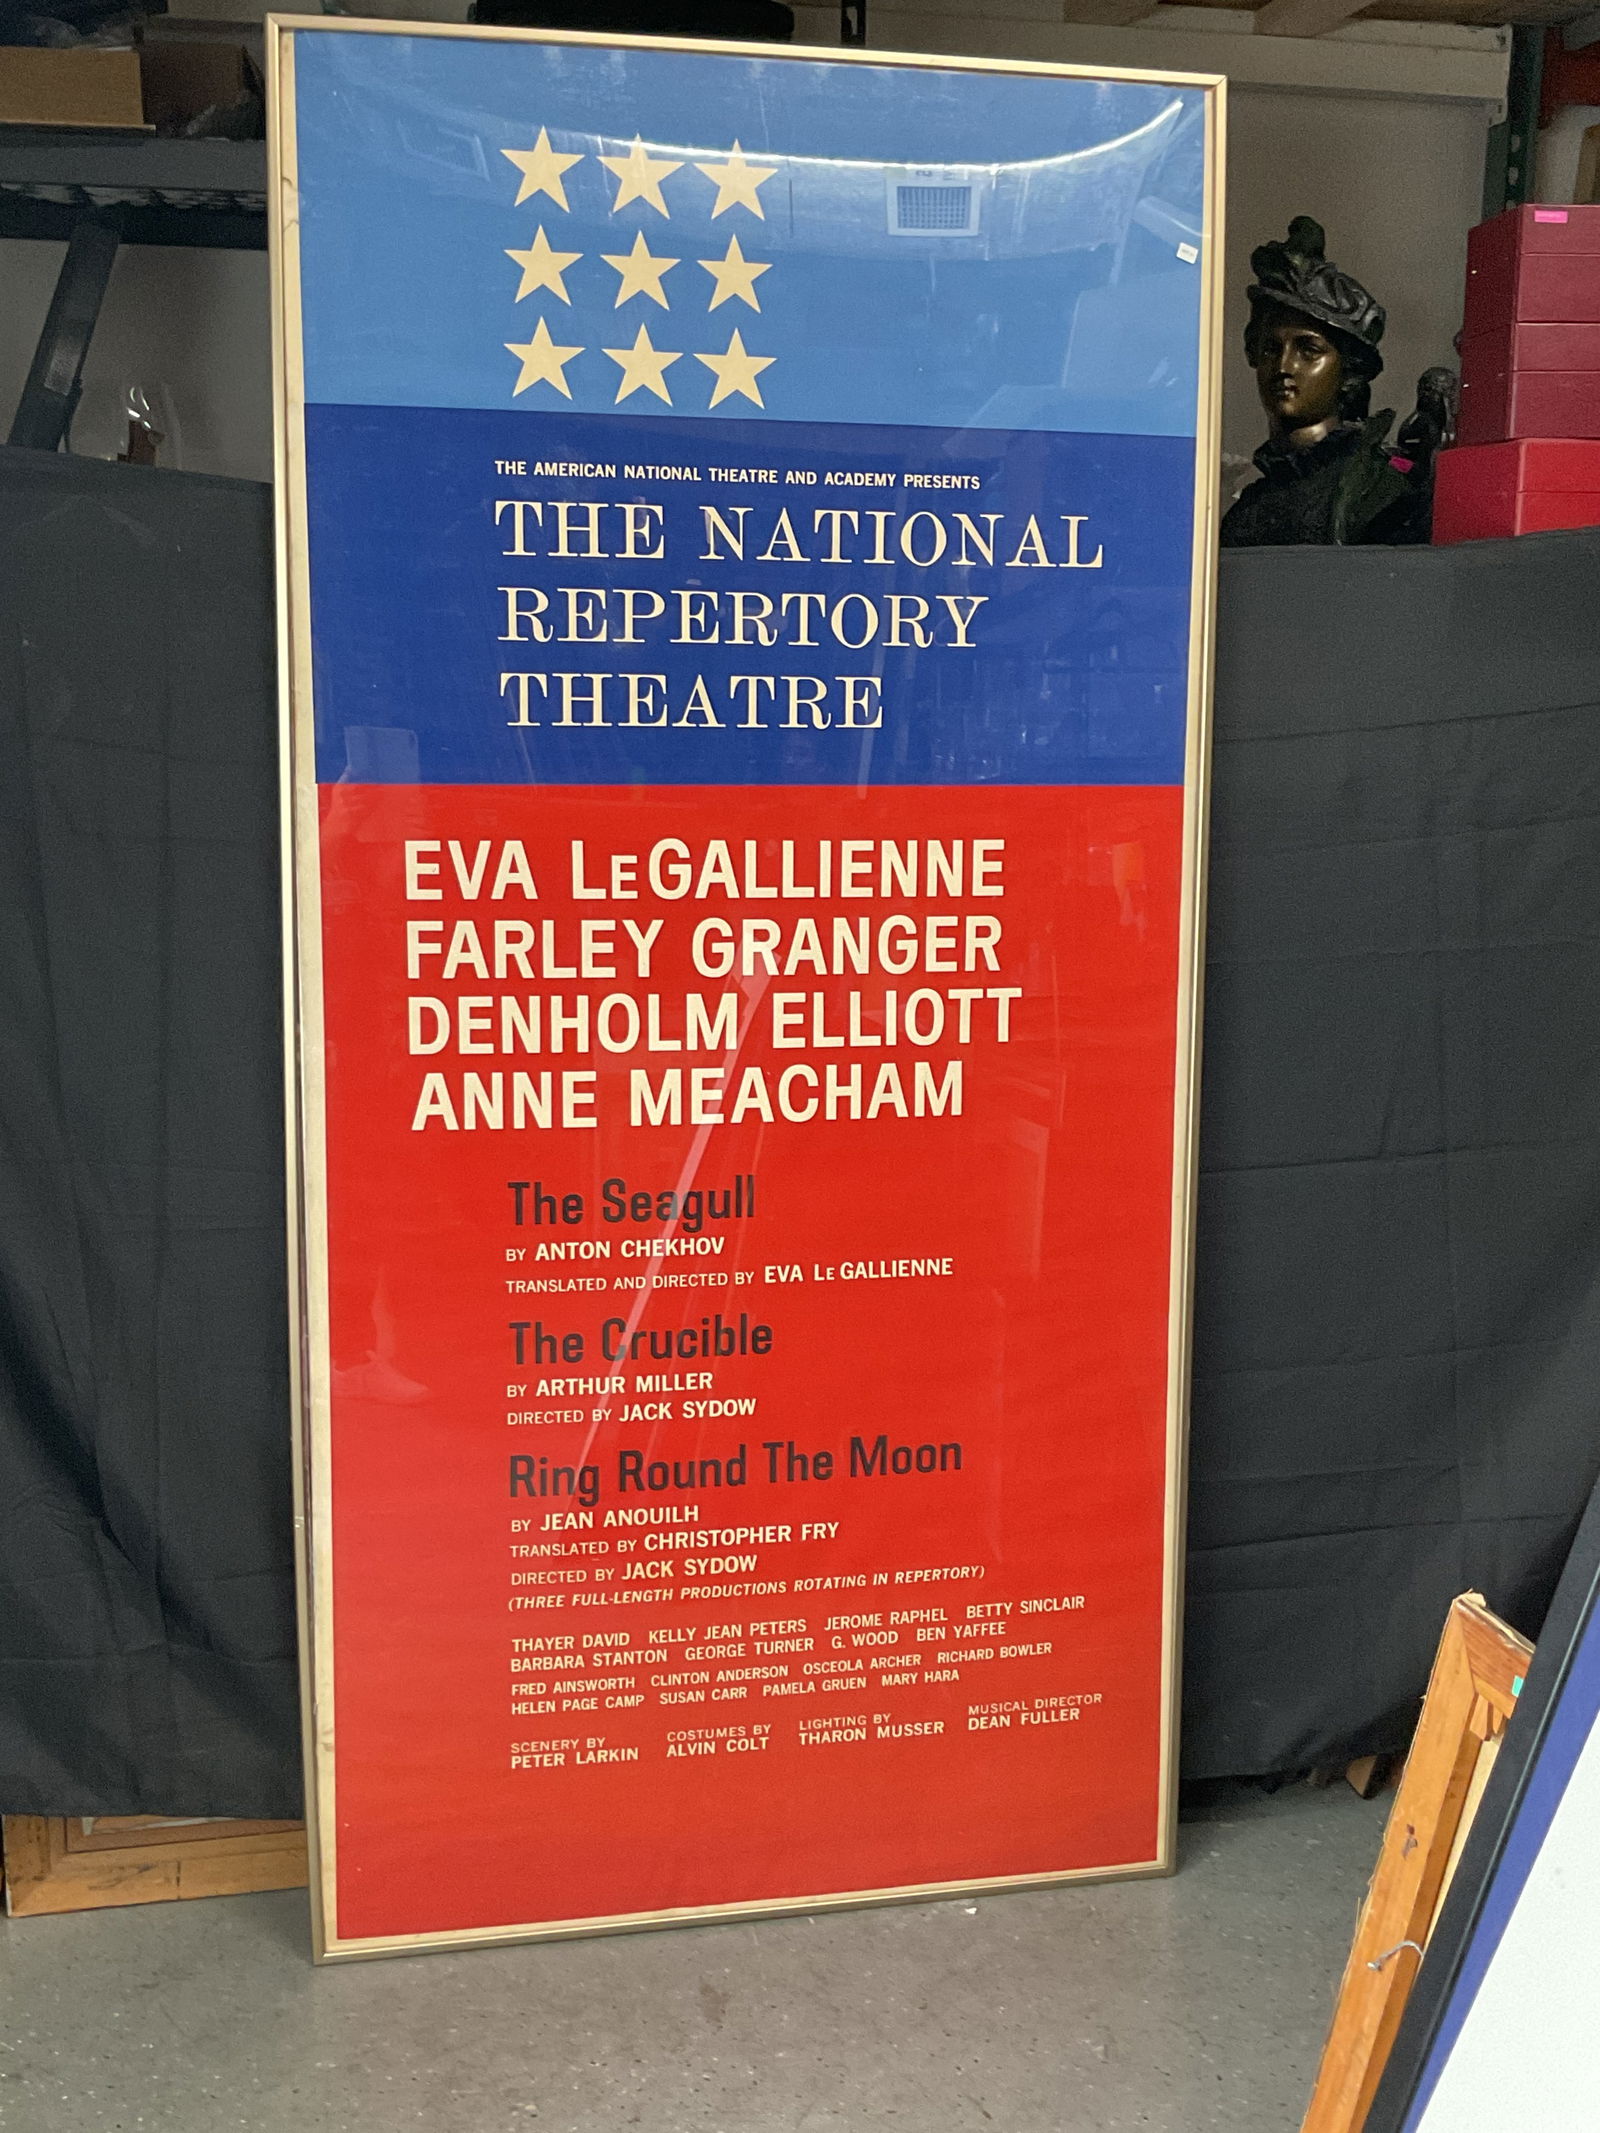 THE AMERICAN NATIONAL THEATRE AND ACADEMY PRESENTS
THE NATIONAL
REPERTORY
THEATRE
EVA LEGALLIENNE
FARLEY GRANGER
DENHOLM ELLIOTT
ANNE MEACHAM
The Seagull
BY ANTON CHEKHOV
TRANSLATED AND DIRECTED BY EVA LE GALLIENNE
The Crucible
BY ARTHUR MILLER
DIRECTED BY JACK SYDOW
Ring Round The Moon
BY JEAN ANOUILH
TRANSLATED BY CHRISTOPHER FRY
DIRECTED BY JACK SYDOW
(THREE FULL-LENGTH PRODUCTIONS ROTATING IN REPERTORY)
THAYER DAVID KELLY JEAN PETERS JEROME RAPHEL BETTY SINCLAIR
BARBARA STANTON GEORGE TURNER G. WOOD BEN YAFFEE
FRED AINSWORTH CLINTON ANDERSON OSCEOLA ARCHER RICHARD BOWLER
HELEN PAGE CAMP SUSAN CARR PAMELA GRUEN MARY HARA
SCENERY BY COSTUMES BY LIGHTING BY MUSICAL DIRECTOR
PETER LARKIN ALVIN COLT THARON MUSSER DEAN FULLER